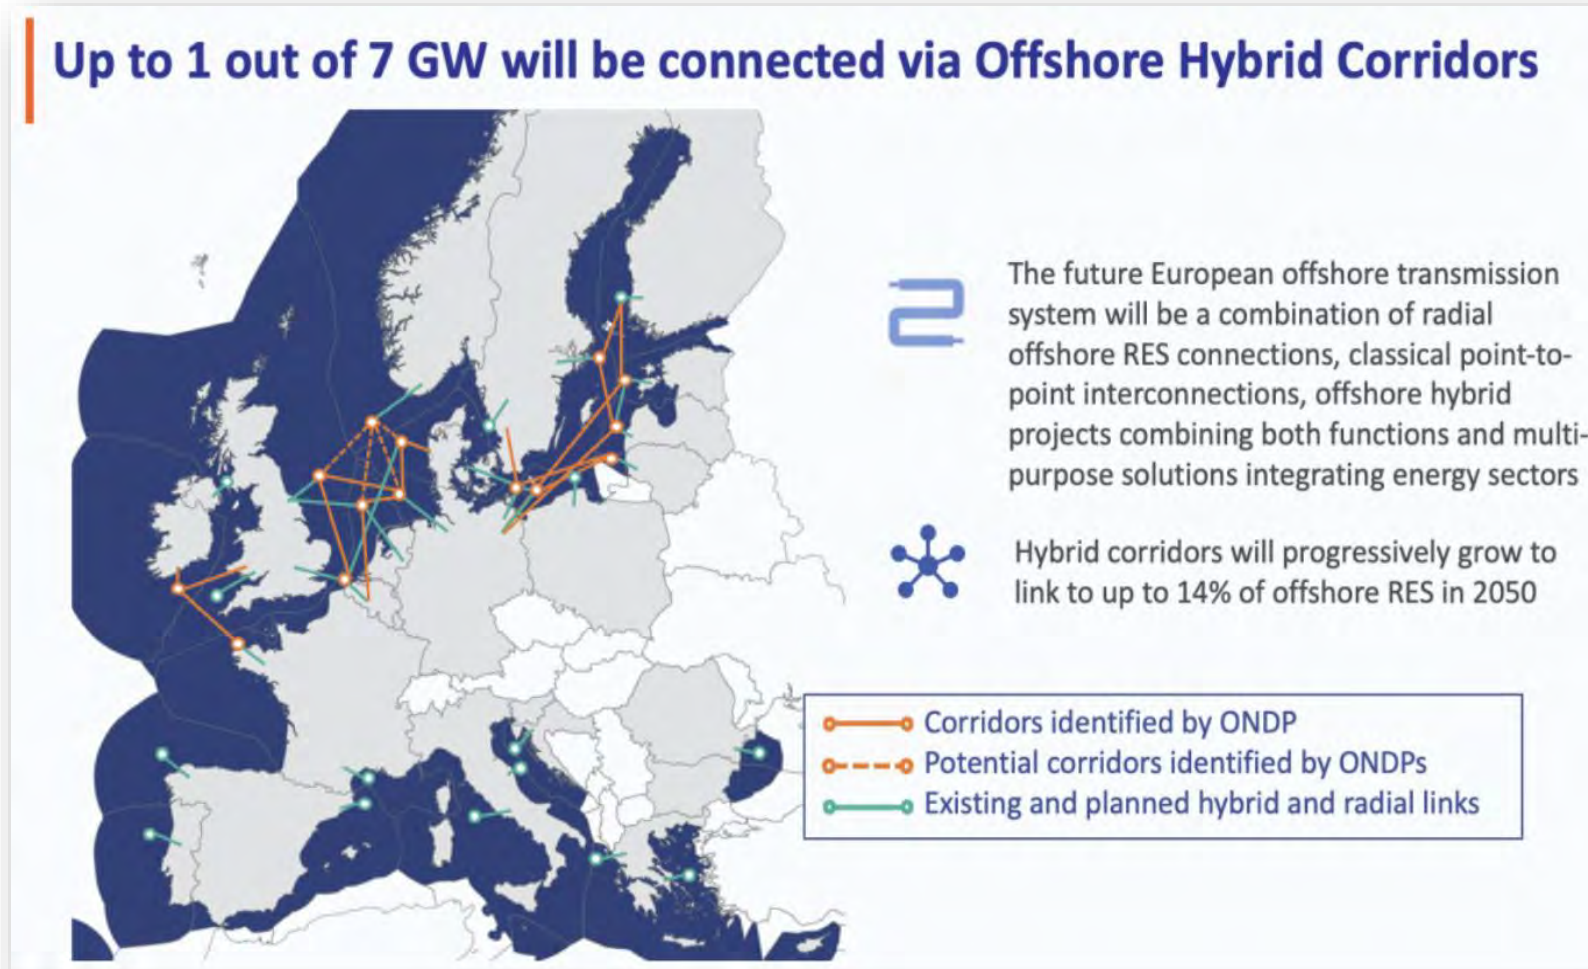 Up to 1 out of 7 GW will be connected via Offshore Hybrid Corridors
The future European offshore transmission
system will be a combination of radial
offshore RES connections, classical point-to-
point interconnections, offshore hybrid
projects combining both functions and multi-
purpose solutions integrating energy sectors
Hybrid corridors will progressively grow to
link to up to 14% of offshore RES in 2050
Corridors identified by ONDP
Potential corridors identified by ONDPs
Existing and planned hybrid and radial links